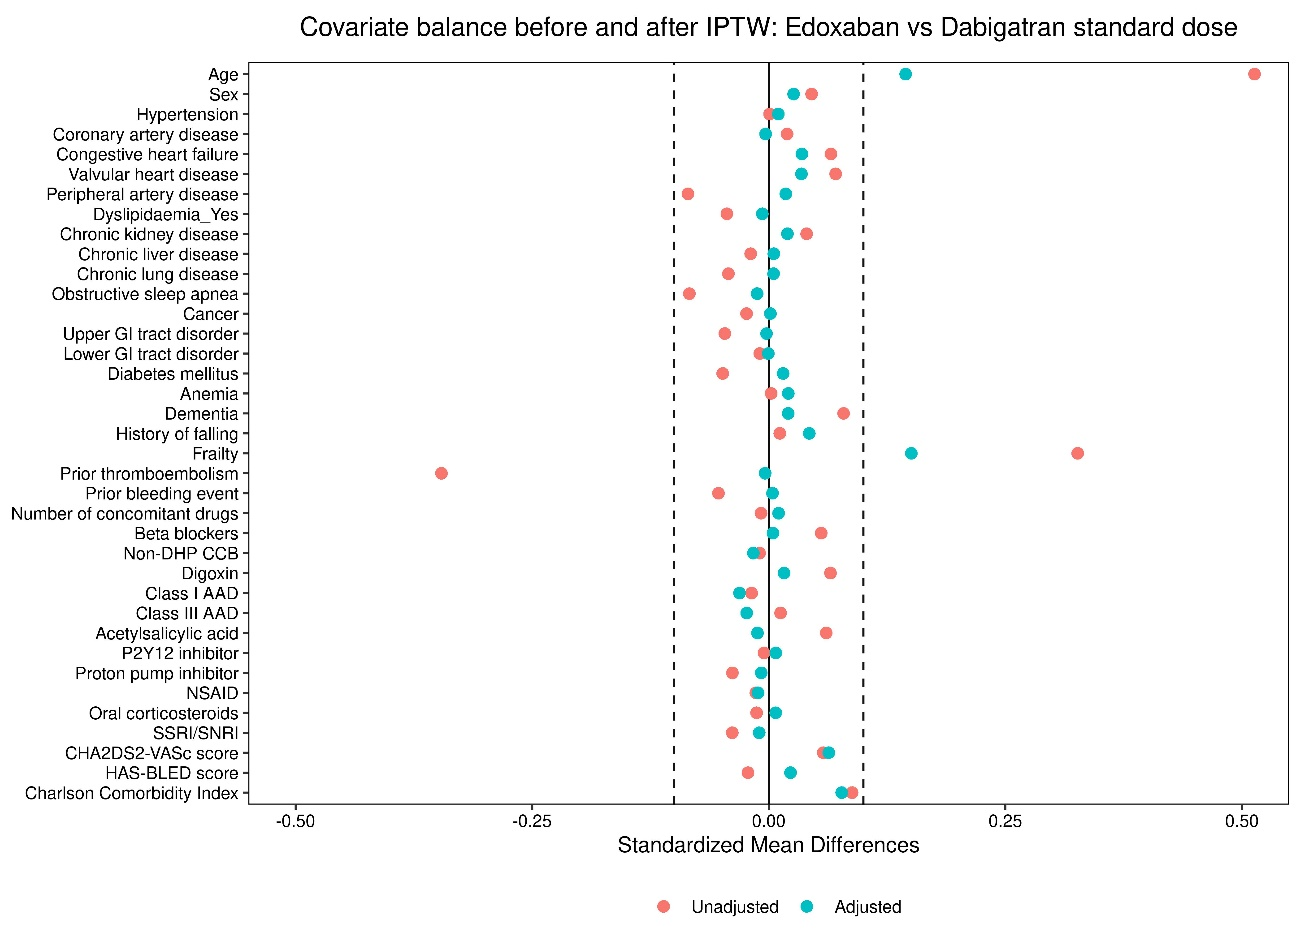 Covariate balance before and after IPTW: Edoxaban vs Dabigatran standard dose
Age
Sex
Hypertension
Coronary artery disease
Congestive heart failure
Valvular heart disease
Peripheral artery disease
Dyslipidaemia_Yes
Chronic kidney disease
Chronic liver disease
Chronic lung disease
Obstructive sleep apnea
Cancer
Upper GI tract disorder
Lower GI tract disorder
Diabetes mellitus
Anemia
Dementia
History of falling
Frailty
Prior thromboembolism
Prior bleeding event
Number of concomitant drugs
Beta blockers
Non-DHP CCB
Digoxin
Class I AAD
Class III AAD
Acetylsalicylic acid
P2Y12 inhibitor
Proton pump inhibitor
NSAID
Oral corticosteroids
SSRI/SNRI
CHA2DS2-VASc score
HAS-BLED score
Charlson Comorbidity Index
-0.50 -0.25 0.00 0.25 0.50
Standardized Mean Differences
Unadjusted Adjusted